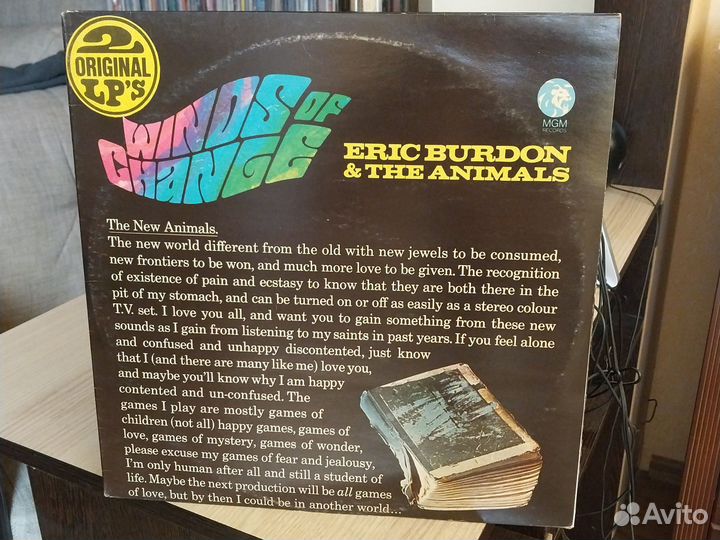 2
ORIGINAL
LP'S
WINDS OF
CHANGE
MGM
RECORDS
ERIC BURDON
& THE ANIMALS
The New Animals.
The new world different from the old with new jewels to be consumed,
new frontiers to be won, and much more love to be given. The recognition
of existence of pain and ecstasy to know that they are both there in the
pit of my stomach, and can be turned on or off as easily as a stereo colour
T.V. set. I love you all, and want you to gain something from these new
sounds as I gain from listening to my saints in past years. If you feel alone
and confused and unhappy discontented, just know
that I (and there are many like me) love you,
and maybe you'll know why I am happy
contented and un-confused. The
games I play are mostly games of
children (not all) happy games, games of
love, games of mystery, games of wonder,
please excuse my games of fear and jealousy,
I'm only human after all and still a student of
life. Maybe the next production will be all games
of love, but by then I could be in another world...
Avito